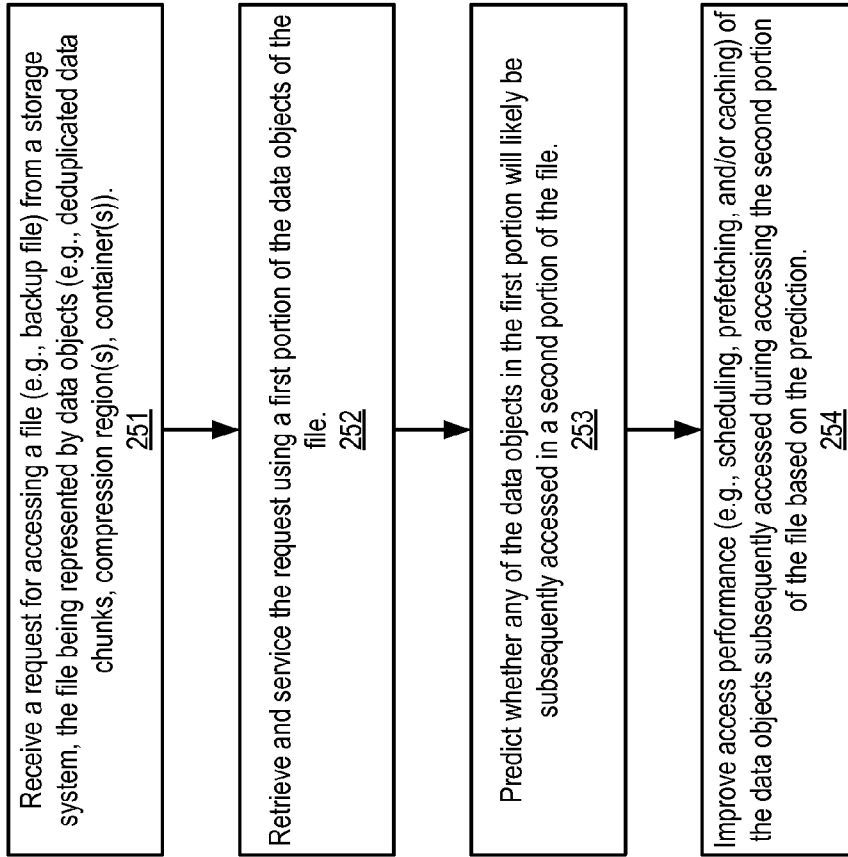 Receive a request for accessing a file (e.g., backup file) from a storage
system, the file being represented by data objects (e.g., deduplicated data
chunks, compression region(s), container(s)).
251
Retrieve and service the request using a first portion of the data objects of the
file.
252
Predict whether any of the data objects in the first portion will likely be
subsequently accessed in a second portion of the file.
253
Improve access performance (e.g., scheduling, prefetching, and/or caching) of
the data objects subsequently accessed during accessing the second portion
of the file based on the prediction.
254